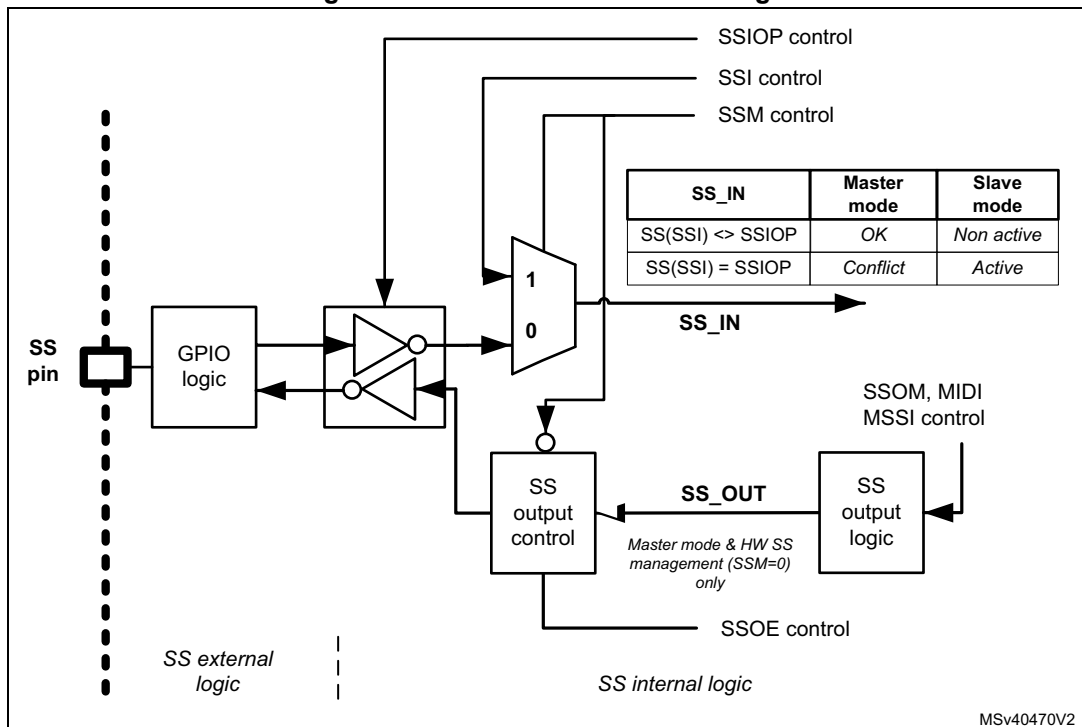 SSIOP control
SSI control
SSM control
SS_IN
Master
mode
Slave
mode
SS(SSI) <> SSIOP
OK
Non active
SS(SSI) = SSIOP
Conflict
Active
1
0
SS_IN
SS
pin
GPIO
logic
SSOM, MIDI
MSSI control
SS
output
control
SS_OUT
SS
output
logic
Master mode & HW SS
management (SSM=0)
only
SSOE control
SS external
logic
SS internal logic
MSv40470V2